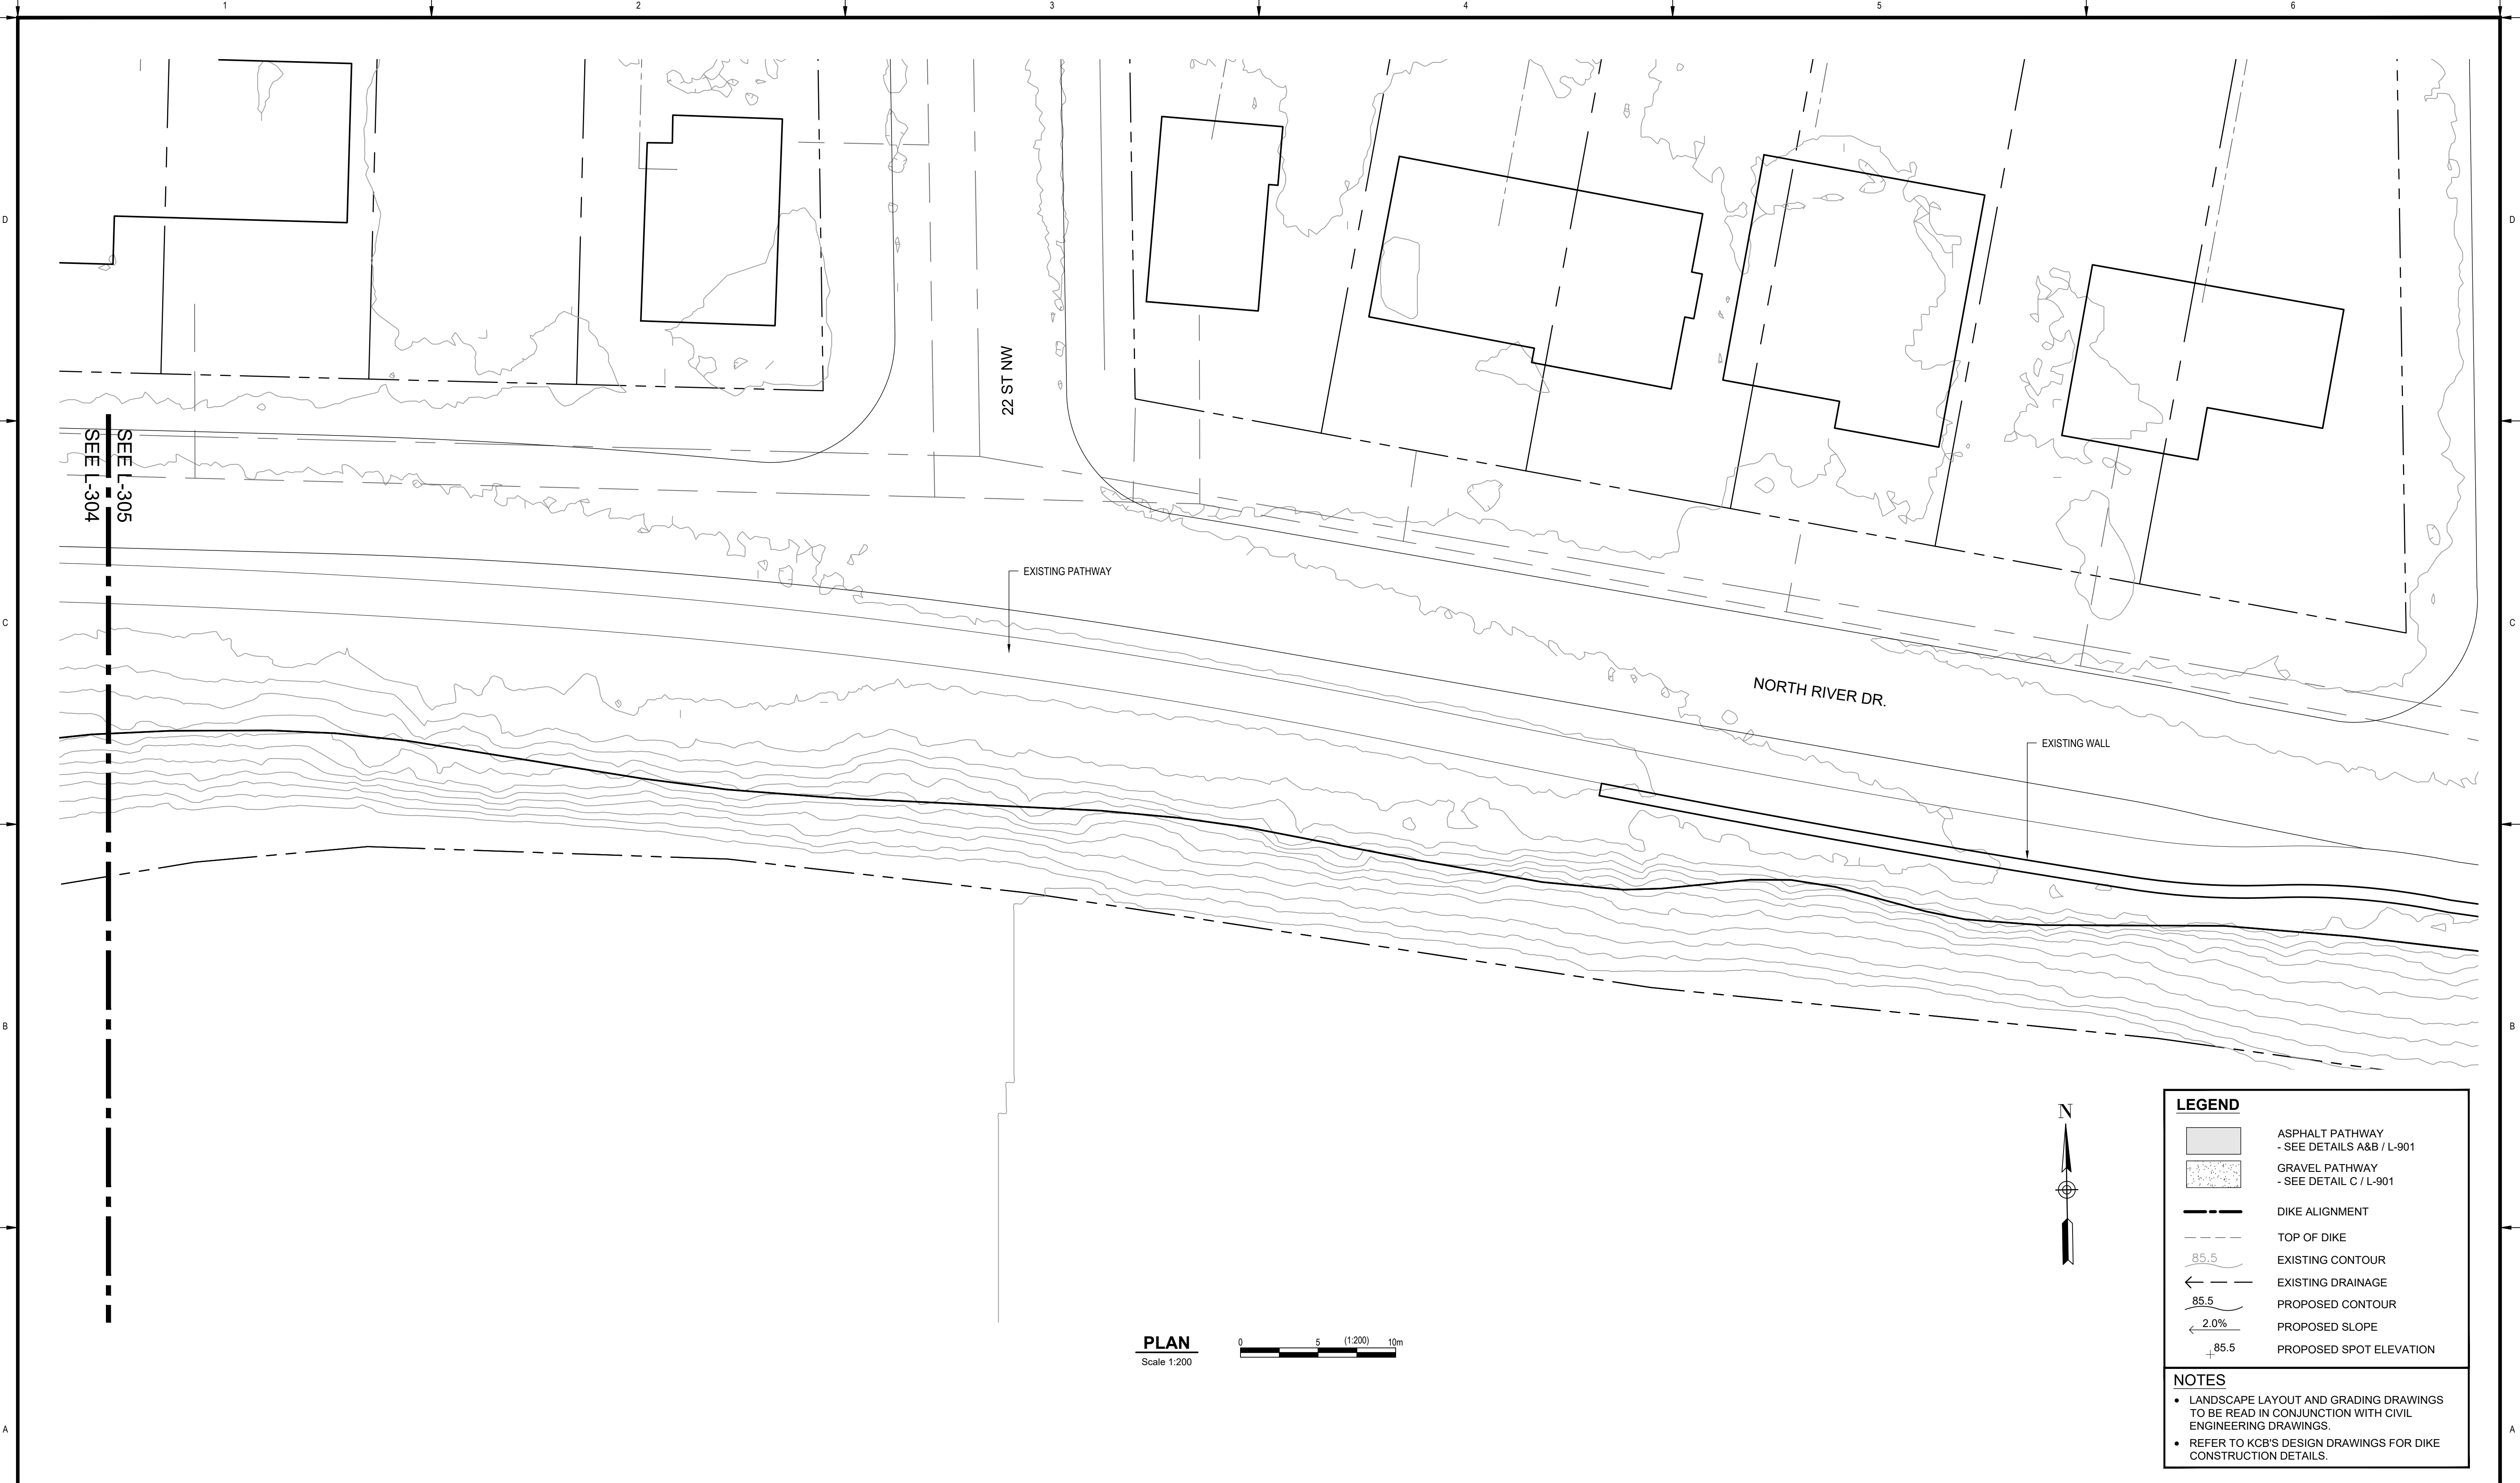 1 2 3 4 5 6
D D
22 ST NW
SEE L-305
SEE L-304
EXISTING PATHWAY
C C
NORTH RIVER DR.
EXISTING WALL
B B
N
LEGEND
ASPHALT PATHWAY
- SEE DETAILS A&B / L-901
GRAVEL PATHWAY
- SEE DETAIL C / L-901
DIKE ALIGNMENT
TOP OF DIKE
85.5 EXISTING CONTOUR
EXISTING DRAINAGE
85.5 PROPOSED CONTOUR
2.0% PROPOSED SLOPE
85.5 PROPOSED SPOT ELEVATION
PLAN
Scale 1:200
0 5 (1:200) 10m
NOTES
• LANDSCAPE LAYOUT AND GRADING DRAWINGS
TO BE READ IN CONJUNCTION WITH CIVIL
ENGINEERING DRAWINGS.
• REFER TO KCB'S DESIGN DRAWINGS FOR DIKE
CONSTRUCTION DETAILS.
A A